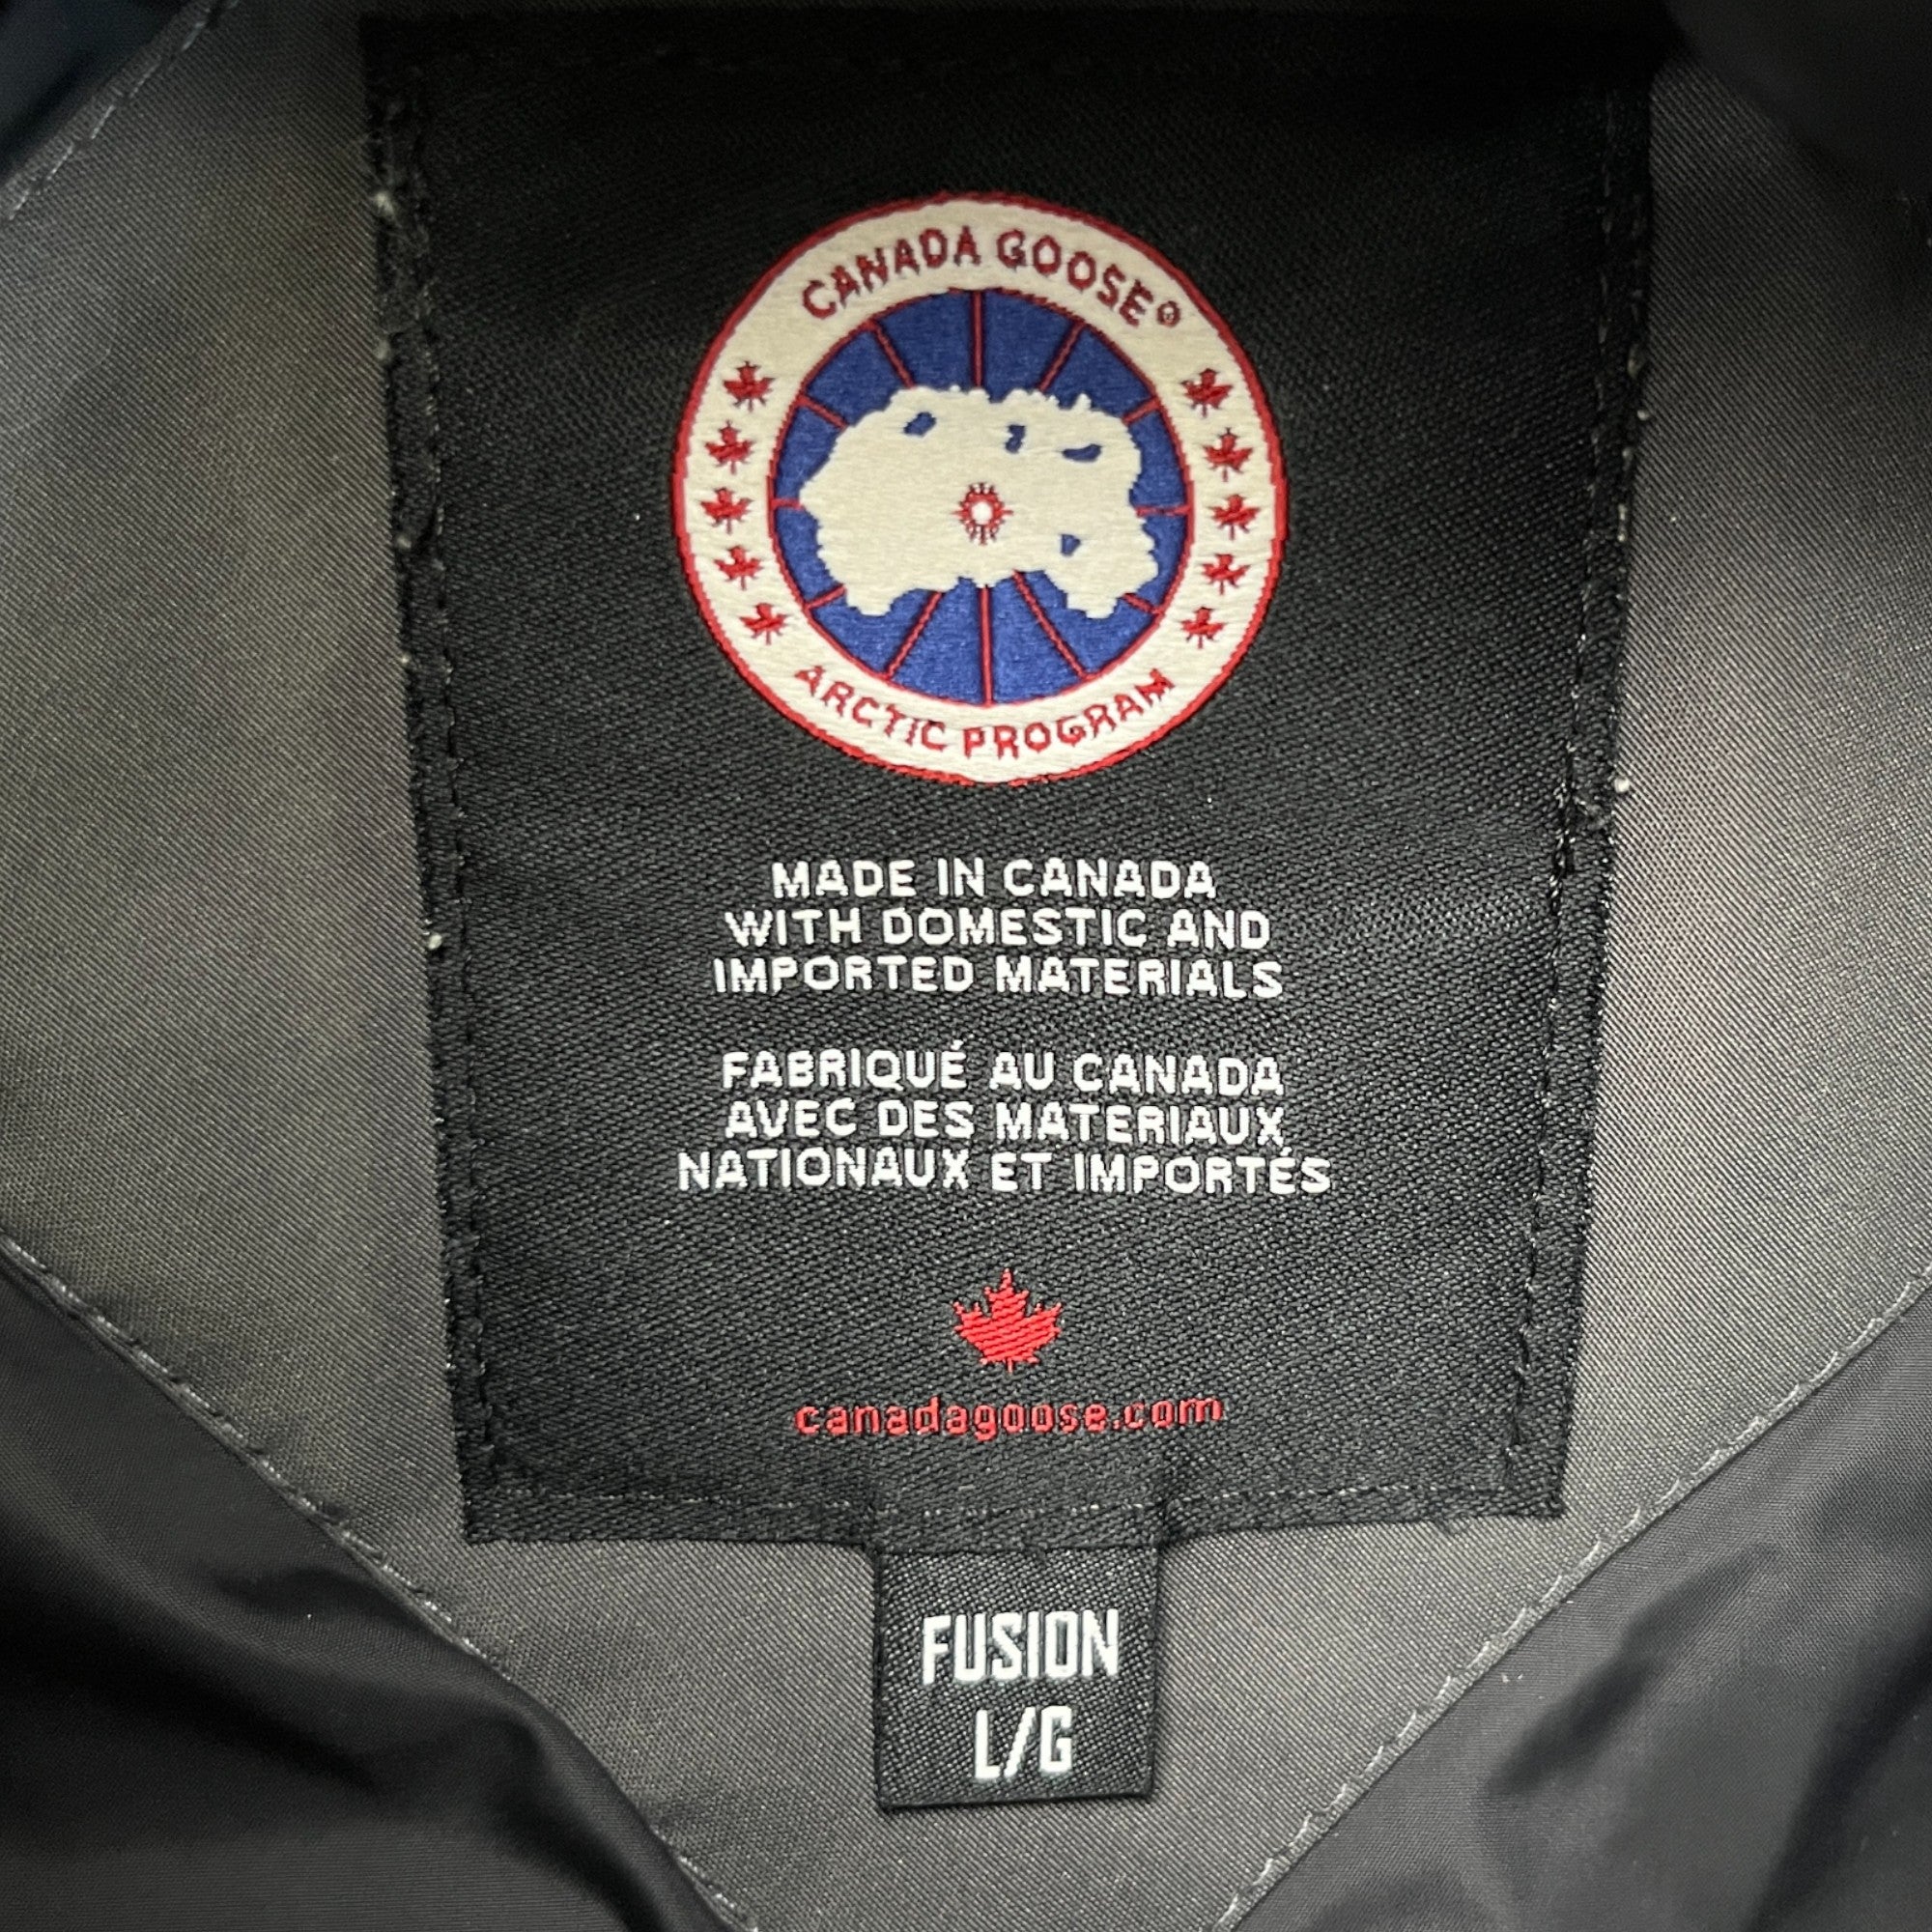 CANADA GOOSE®
ARCTIC PROGRAM
MADE IN CANADA
WITH DOMESTIC AND
IMPORTED MATERIALS
FABRIQUÉ AU CANADA
AVEC DES MATERIAUX
NATIONAUX ET IMPORTÉS
canadagoose.com
FUSION
L/G